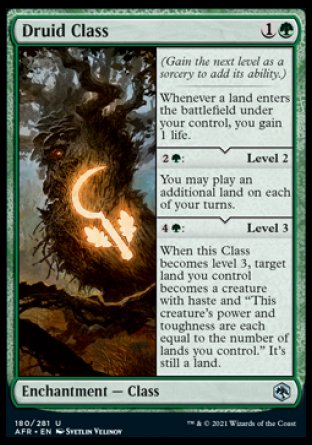 Druid Class 1
(Gain the next level as a
sorcery to add its ability.)
Whenever a land enters
the battlefield under
your control, you gain
1 life.
2 : Level 2
You may play an
additional land on each
of your turns.
4 : Level 3
When this Class
becomes level 3, target
land you control
becomes a creature
with haste and “This
creature's power and
toughness are each
equal to the number of
lands you control.” It's
still a land.
Enchantment — Class
180/281 U
AFR • EN Svetlin Velinov
™ & © 2021 Wizards of the Coast